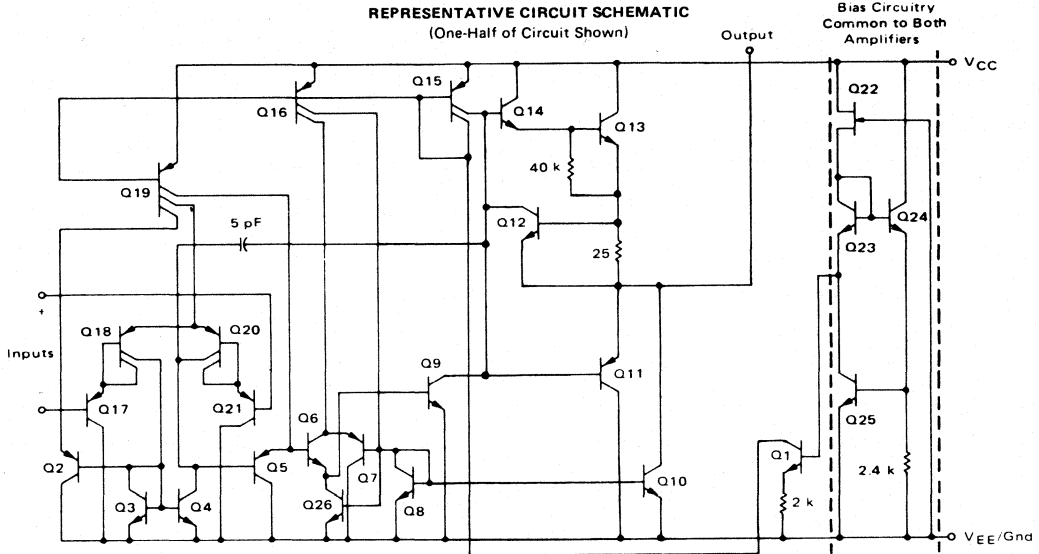 REPRESENTATIVE CIRCUIT SCHEMATIC
(One-Half of Circuit Shown)
Bias Circuitry
Common to Both
Amplifiers
Output
VCC
Q15
Q16
Q14
Q13
Q22
40 k
Q19
Q12
Q24
5 pF
Q23
25
+
Q18
Q20
Inputs
Q9
Q11
Q17
Q21
Q25
Q6
Q2
Q5
Q7
Q1
2.4 k
Q3
Q4
Q26
Q8
Q10
2 k
VEE/Gnd